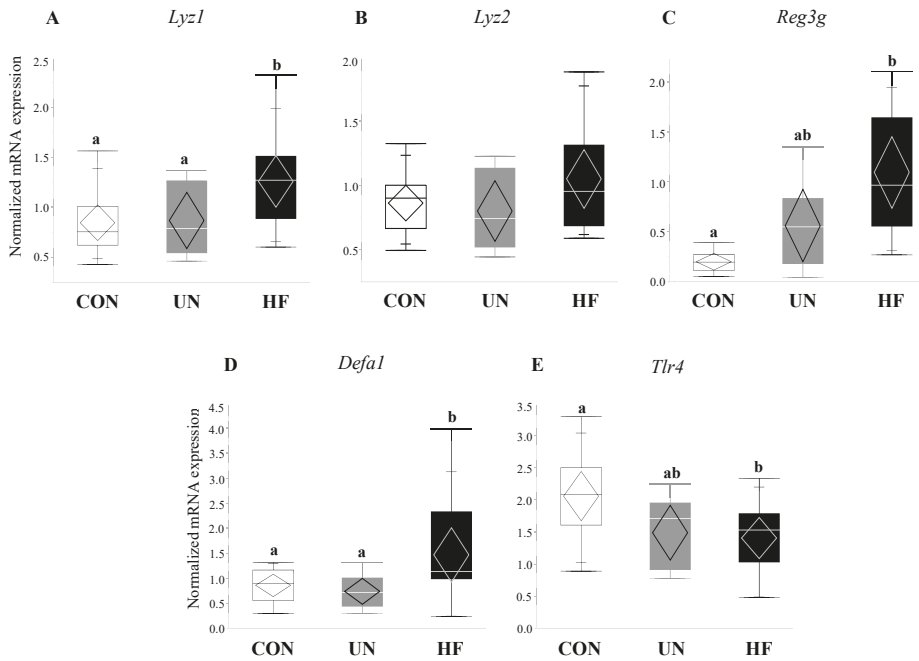 A Lyz1
B Lyz2
C Reg3g
Normalized mRNA expression
2.5
2.0
1.5
1.0
0.5
a
a
b
CON UN HF
2.0
1.5
1.0
0.5
CON UN HF
2.0
1.5
1.0
0.5
0.0
a
ab
b
CON UN HF
D Defa1
E Tlr4
Normalized mRNA expression
4.5
4.0
3.5
3.0
2.5
2.0
1.5
1.0
0.5
0.0
a
a
b
CON UN HF
3.5
3.0
2.5
2.0
1.5
1.0
0.5
0.0
a
ab
b
CON UN HF